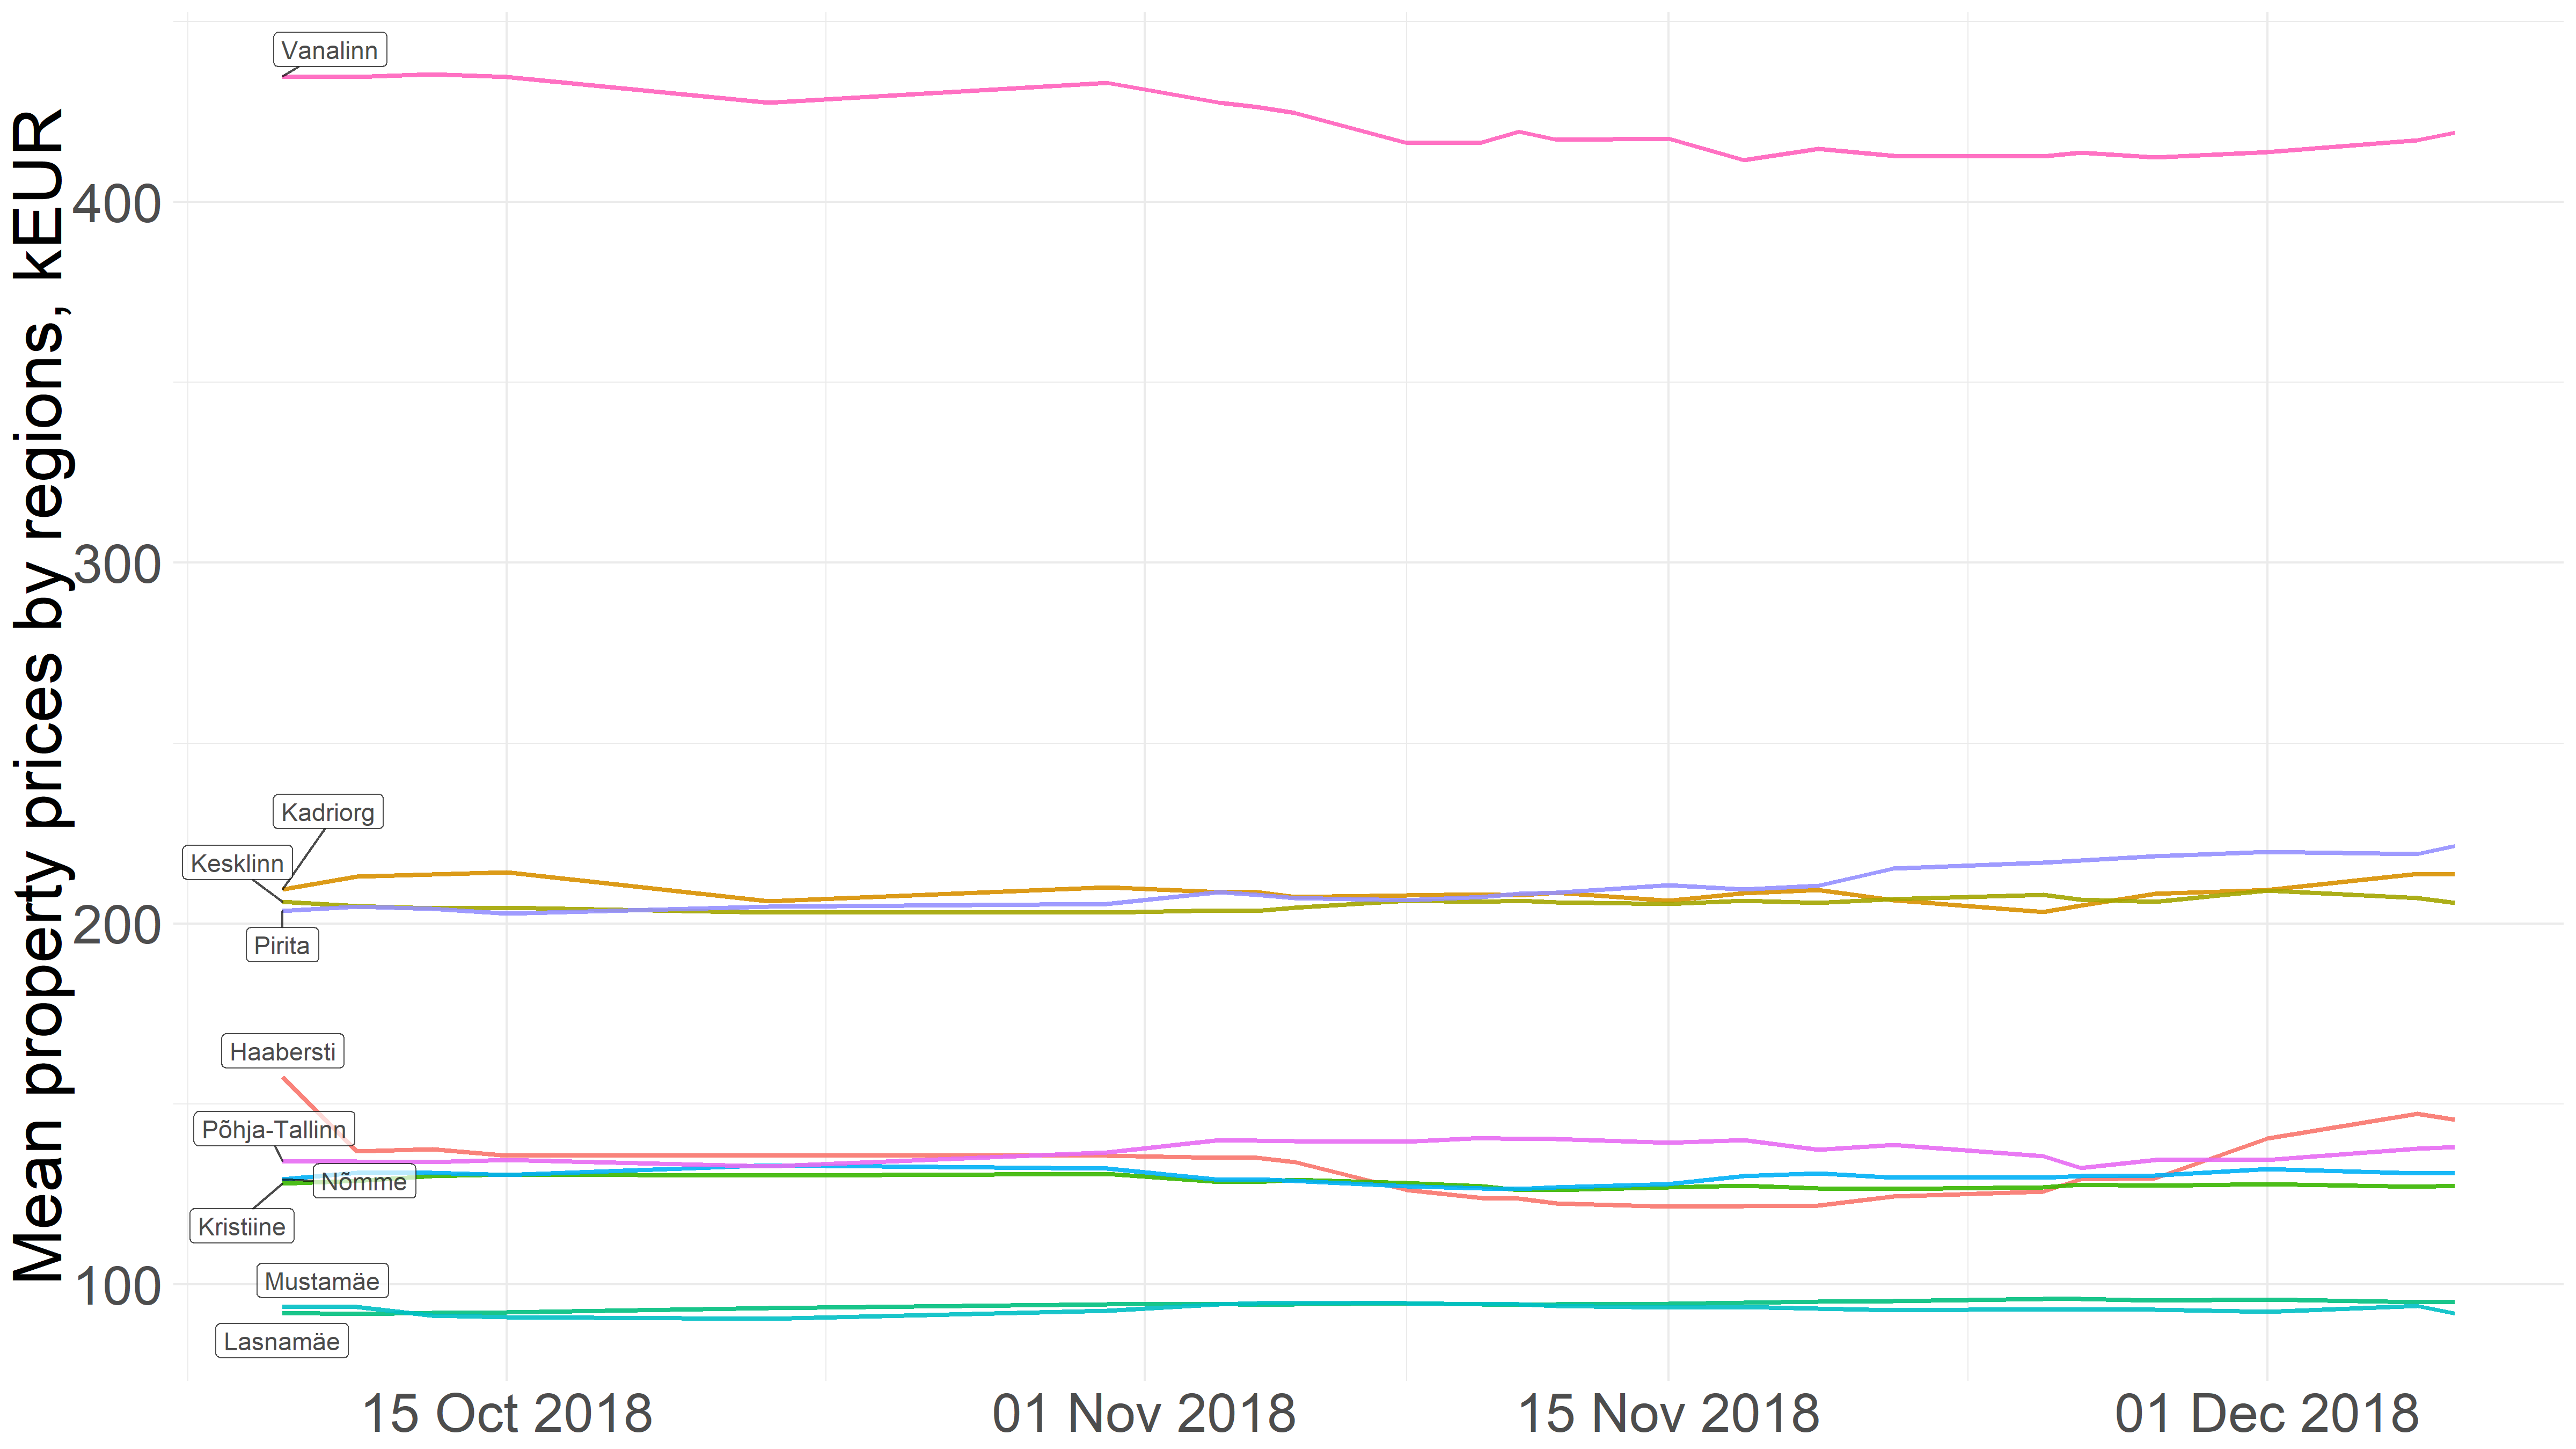 Mean property prices by regions, kEUR
400
300
200
100
Vanalinn
Kadriorg
Kesklinn
Pirita
Haabersti
Põhja-Tallinn
Nõmme
Kristiine
Mustamäe
Lasnamäe
15 Oct 2018
01 Nov 2018
15 Nov 2018
01 Dec 2018